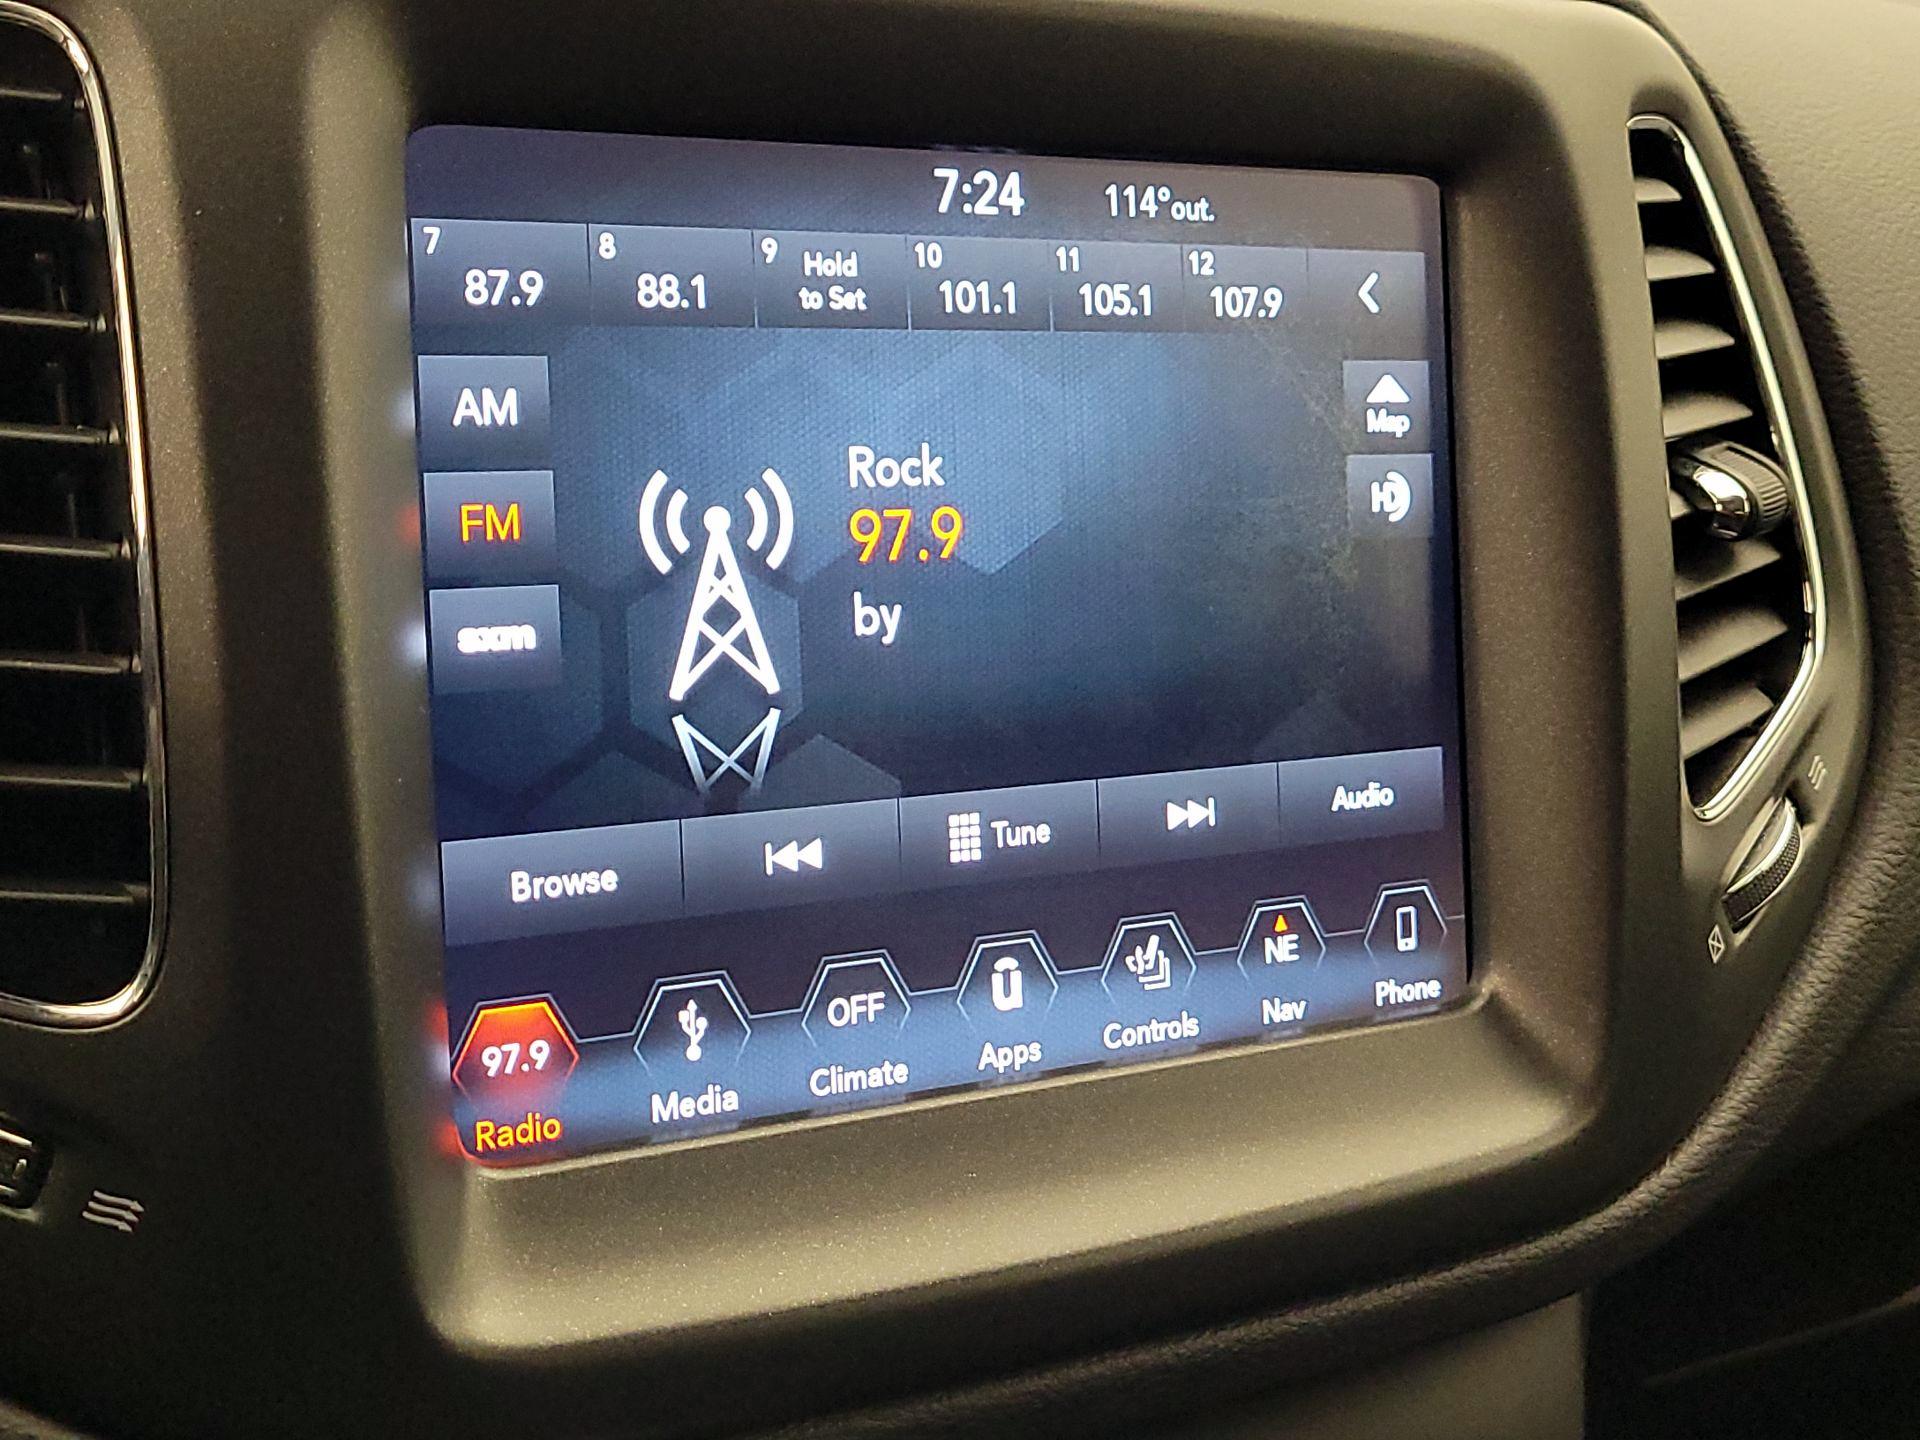 7:24 114°out.
7 87.9
8 88.1
9 Hold
to Set
10 101.1
11 105.1
12 107.9
AM
Map
Rock
HD
FM
97.9
by
sxm
Browse
Tune
Audio
97.9
OFF
NE
Radio
Media
Climate
Apps
Controls
Nav
Phone